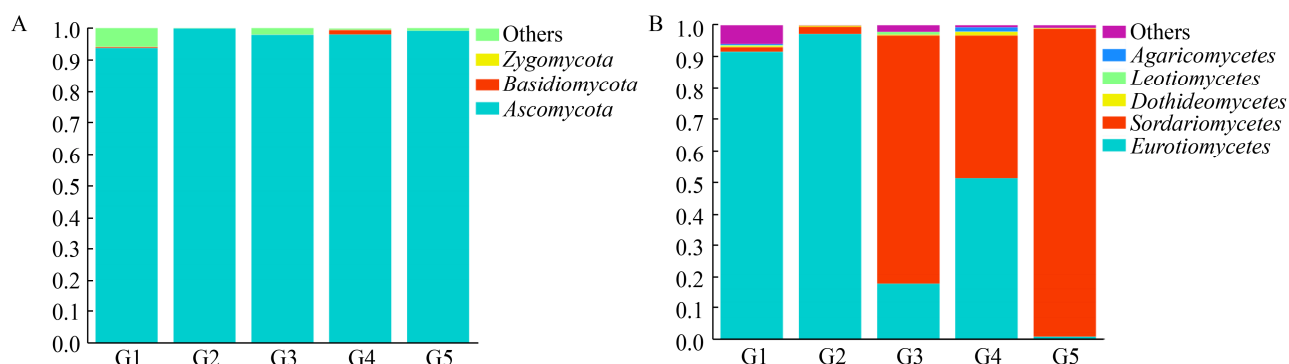 A
1.0
0.9
0.8
0.7
0.6
0.5
0.4
0.3
0.2
0.1
0.0
G1 G2 G3 G4 G5
Others
Zygomycota
Basidiomycota
Ascomycota
B
1.0
0.9
0.8
0.7
0.6
0.5
0.4
0.3
0.2
0.1
0.0
G1 G2 G3 G4 G5
Others
Agaricomycetes
Leotiomycetes
Dothideomycetes
Sordariomycetes
Eurotiomycetes